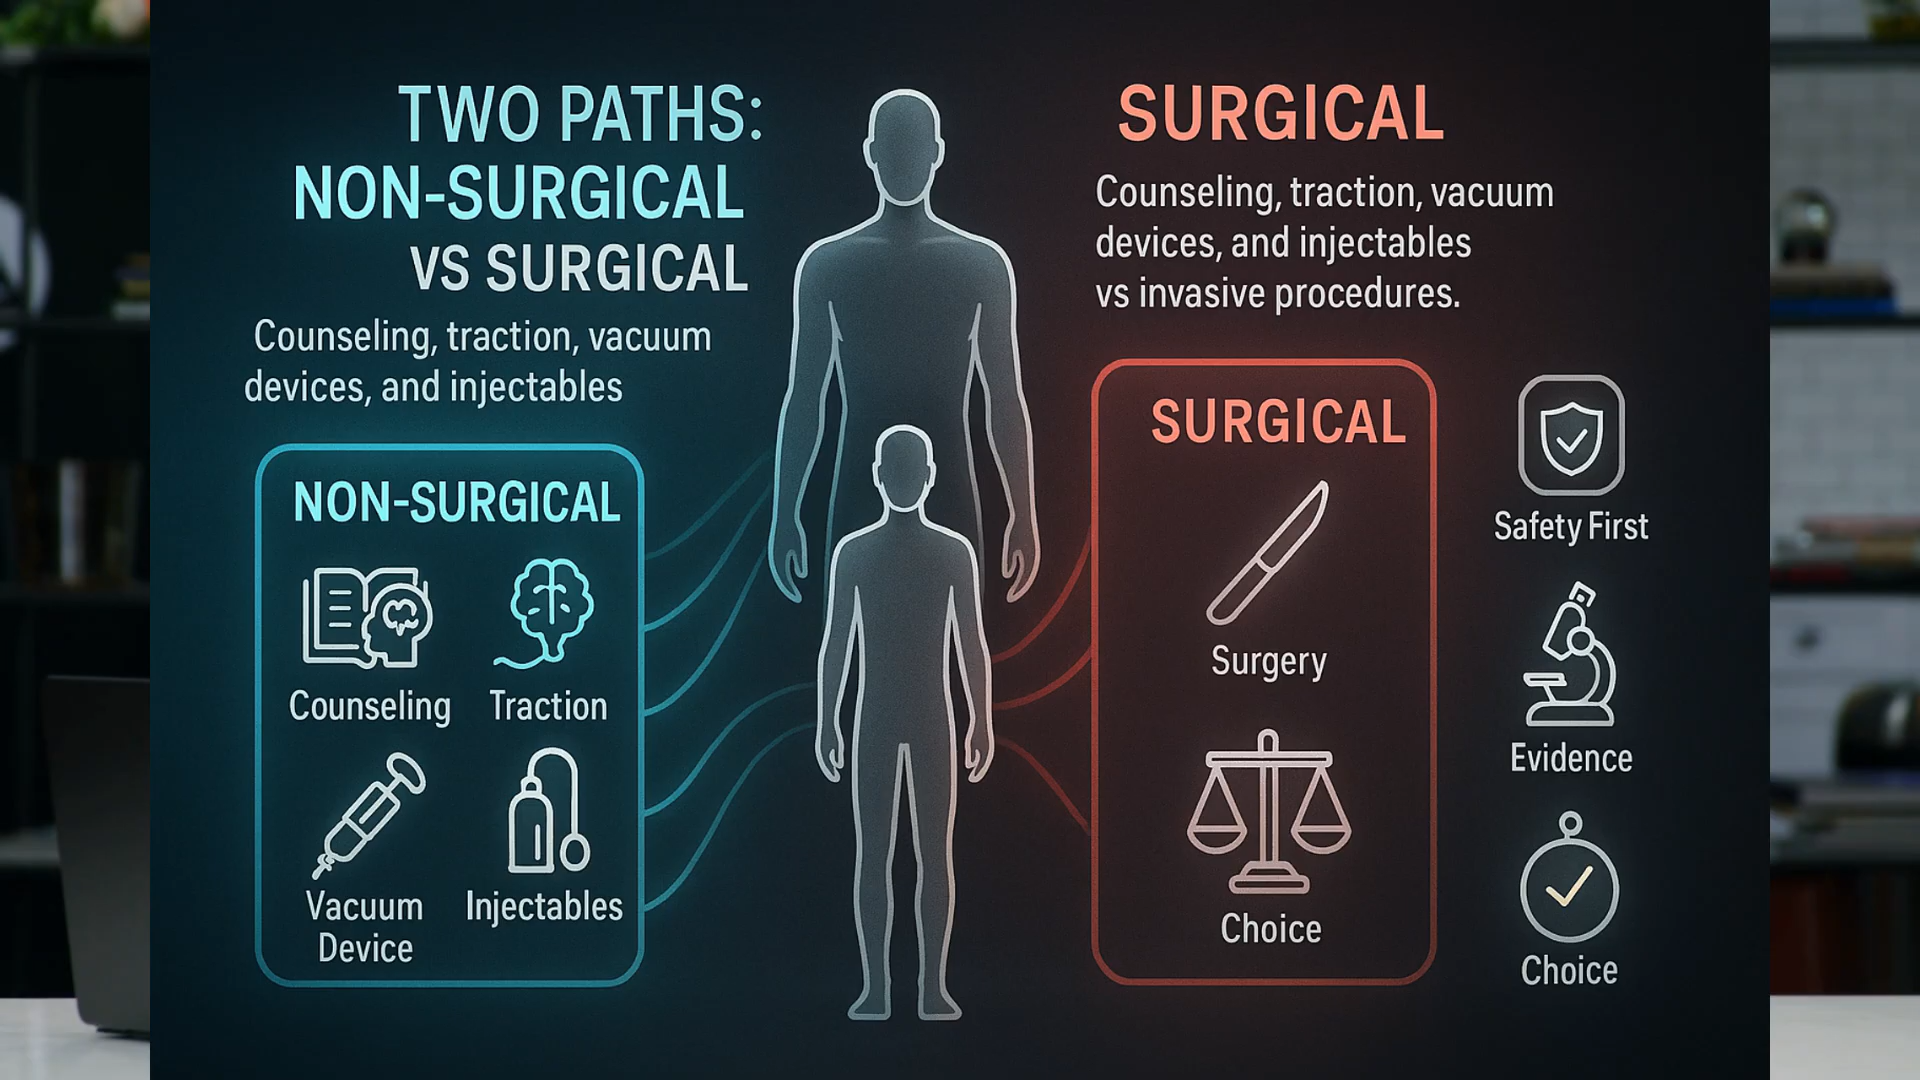 TWO PATHS:
NON-SURGICAL
VS SURGICAL
Counseling, traction, vacuum
devices, and injectables
NON-SURGICAL
Counseling
Traction
Vacuum
Device
Injectables
SURGICAL
Counseling, traction, vacuum
devices, and injectables
vs invasive procedures.
SURGICAL
Surgery
Choice
Safety First
Evidence
Choice